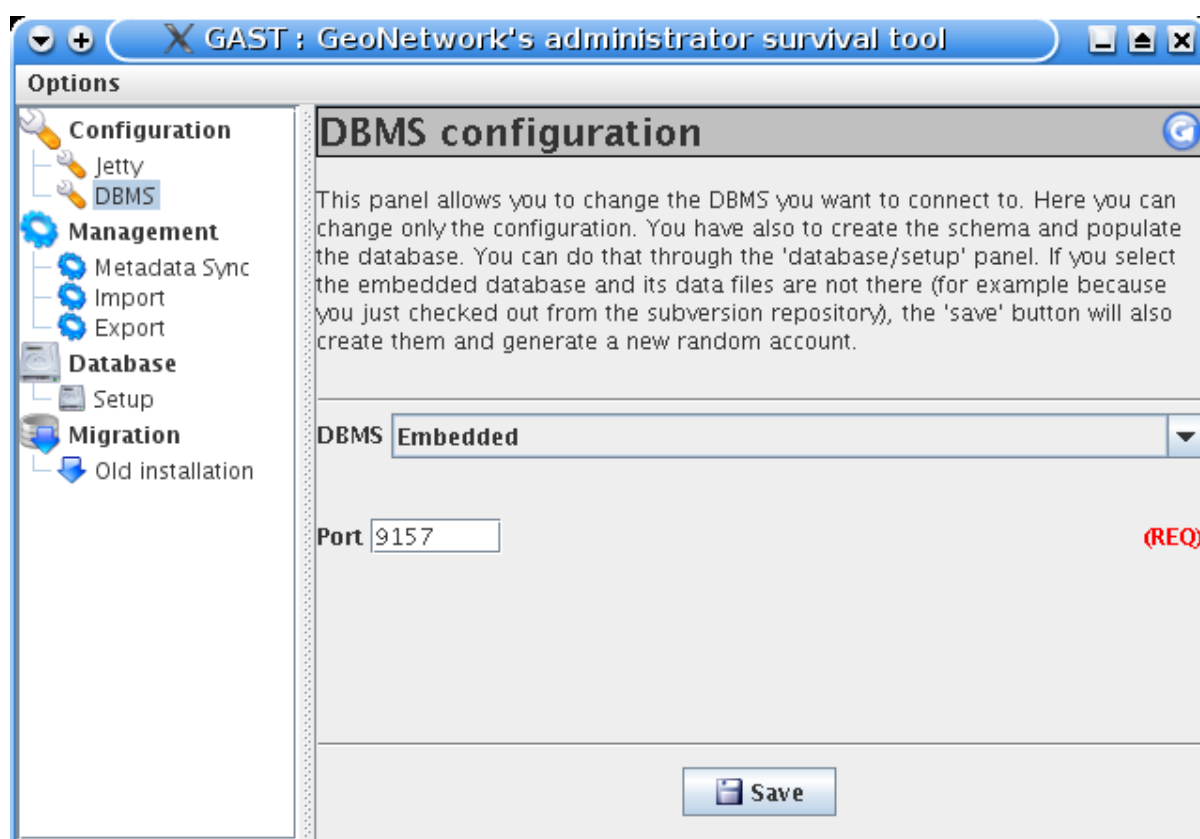 GAST : GeoNetwork's administrator survival tool
Options
Configuration
Jetty
DBMS
Management
Metadata Sync
Import
Export
Database
Setup
Migration
Old installation
DBMS configuration
This panel allows you to change the DBMS you want to connect to. Here you can
change only the configuration. You have also to create the schema and populate
the database. You can do that through the 'database/setup' panel. If you select
the embedded database and its data files are not there (for example because
you just checked out from the subversion repository), the 'save' button will also
create them and generate a new random account.
DBMS Embedded
Port 9157 (REQ)
Save